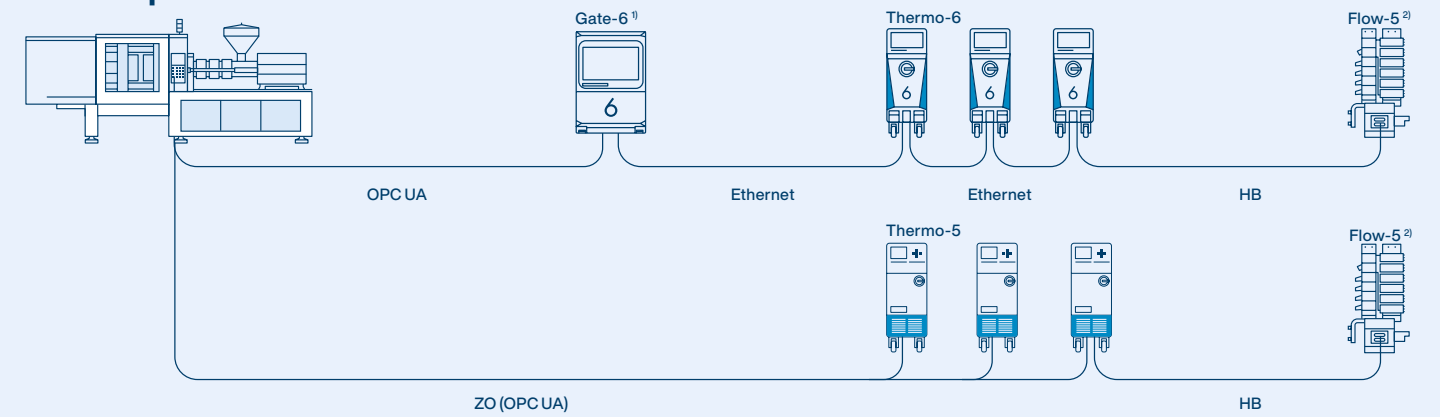 Gate-6 1)
Thermo-6
Flow-5 2)
6
6
6
6
OPC UA
Ethernet
Ethernet
HB
Thermo-5
Flow-5 2)
ZO (OPC UA)
HB